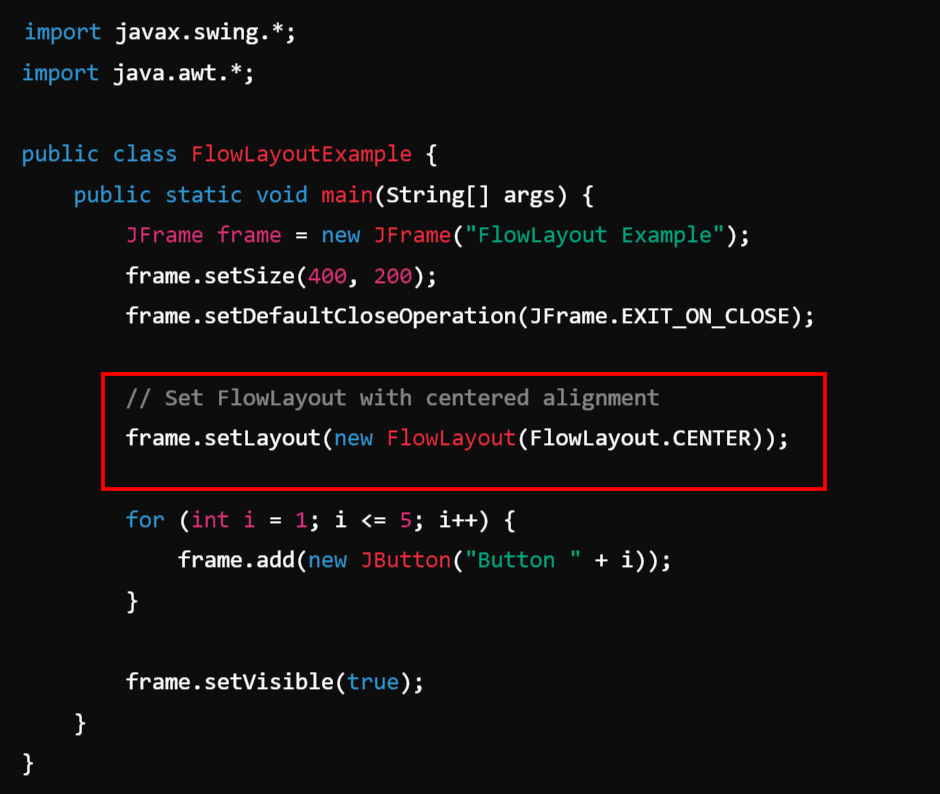 import javax.swing.*;
import java.awt.*;
public class FlowLayoutExample {
    public static void main(String[] args) {
        JFrame frame = new JFrame("FlowLayout Example");
        frame.setSize(400, 200);
        frame.setDefaultCloseOperation(JFrame.EXIT_ON_CLOSE);
        // Set FlowLayout with centered alignment
        frame.setLayout(new FlowLayout(FlowLayout.CENTER));
        for (int i = 1; i <= 5; i++) {
            frame.add(new JButton("Button " + i));
        }
        frame.setVisible(true);
    }
}